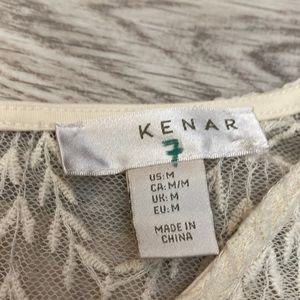 KENAR
7
US:M
CA:M/M
UK:M
EU:M
MADE IN
CHINA